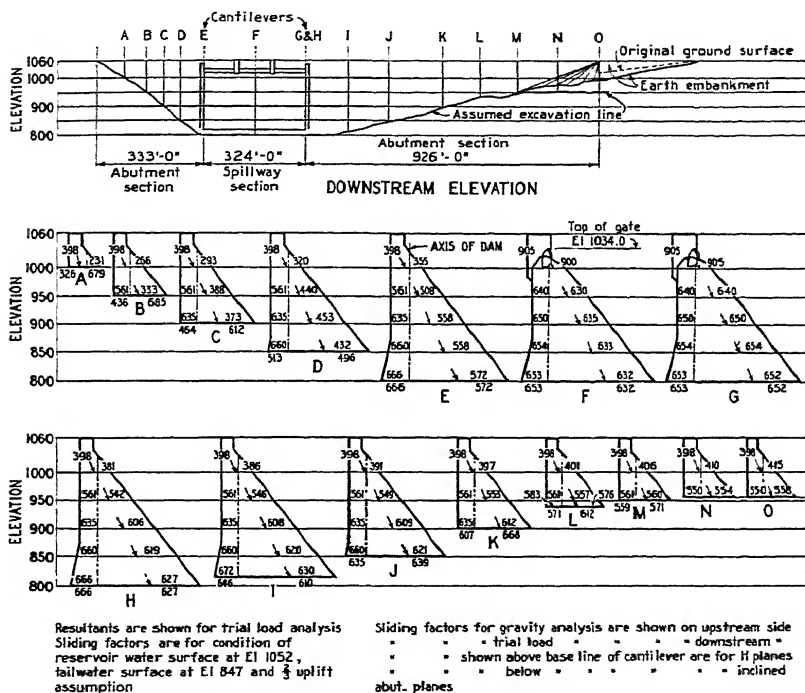 Cantilevers
A B C D E F G&H I J K L M N O
Original ground surface
Earth embankment
Assumed excavation line
ELEVATION
1060
1000
950
900
850
800
333'-0" 324'-0" 926'-0"
Abutment section
Spillway section
Abutment section
DOWNSTREAM ELEVATION
ELEVATION
1060
1000
950
900
850
800
398 231
326 679
A
398 266
561 333
436 685
B
398 293
561 388
635 373
464 612
C
398 320
561 440
635 453
660 432
513 496
D
AXIS OF DAM
398 355
561 508
635 558
660 558
666 572
666 572
E
Top of gate
El 1034.0
905 900
640 630
650 635
654 633
653 632
653 632
F
905 905
640 640
650 650
654 654
653 652
653 652
G
ELEVATION
1060
1000
950
900
850
800
398 381
561 542
635 606
660 619
666 627
666 627
H
398 386
561 546
635 608
660 620
672 630
646 610
I
398 391
561 549
635 609
660 621
635 639
J
398 397
561 553
635 642
607 668
K
398 401
583 561 557 576
571 612
L
398 406
561 560
559 571
M
398 410
550 554
N
398 415
550 558
O
Resultants are shown for trial load analysis
Sliding factors are for condition of
reservoir water surface at El 1052,
tailwater surface at El 847 and 2/3 uplift
assumption
Sliding factors for gravity analysis are shown on upstream side
" " " trial load " " " " downstream "
" " shown above base line of cantilever are for H planes
" " " below " " " " " inclined
abut. planes